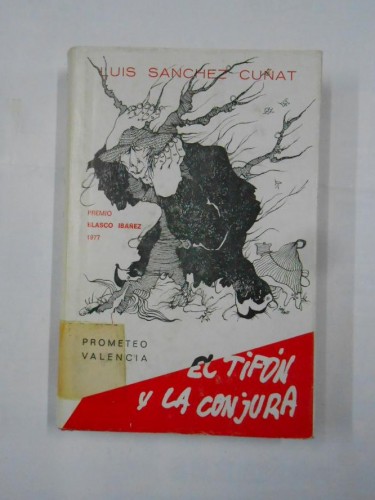 LUIS SANCHEZ CUÑAT
PREMIO
BLASCO IBAÑEZ
1977
PROMETEO
VALENCIA
EL TIFÓN
Y LA CONJURA